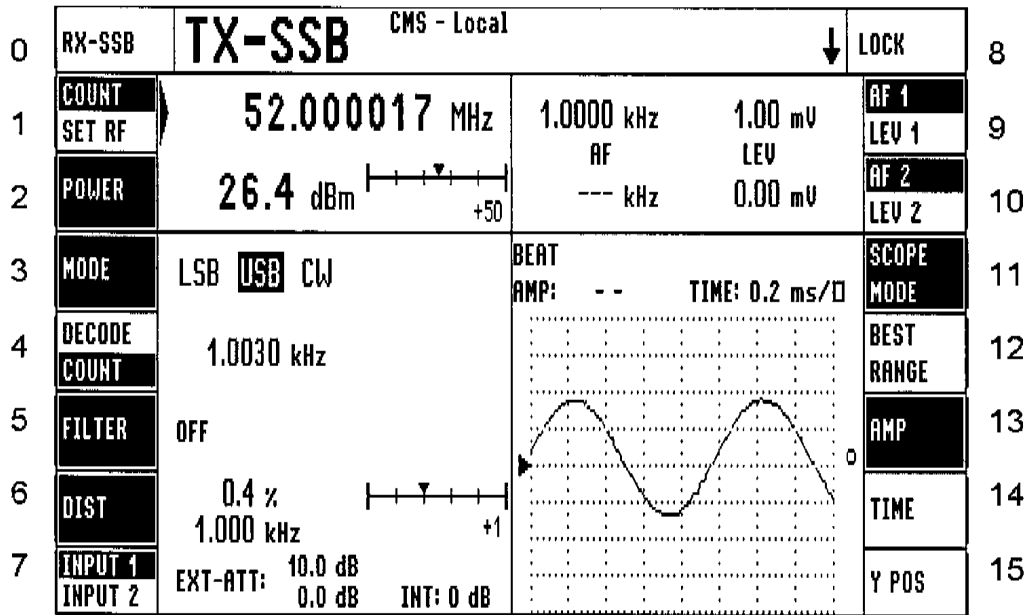 0 RX-SSB TX-SSB CMS - Local ↓ LOCK 8
1 COUNT
SET RF
52.000017 MHz
1.0000 kHz 1.00 mV
AF 1
LEV 1
9
AF LEV
2 POWER
26.4 dBm
+50
--- kHz 0.00 mV
AF 2
LEV 2
10
3 MODE
LSB USB CW
BEAT
AMP: - - TIME: 0.2 ms/□
SCOPE
MODE
11
4 DECODE
COUNT
1.0030 kHz
BEST
RANGE
12
5 FILTER
OFF
AMP
13
6 DIST
0.4 %
1.000 kHz
+1
TIME
14
7 INPUT 1
INPUT 2
EXT-ATT: 10.0 dB
0.0 dB INT: 0 dB
Y POS
15